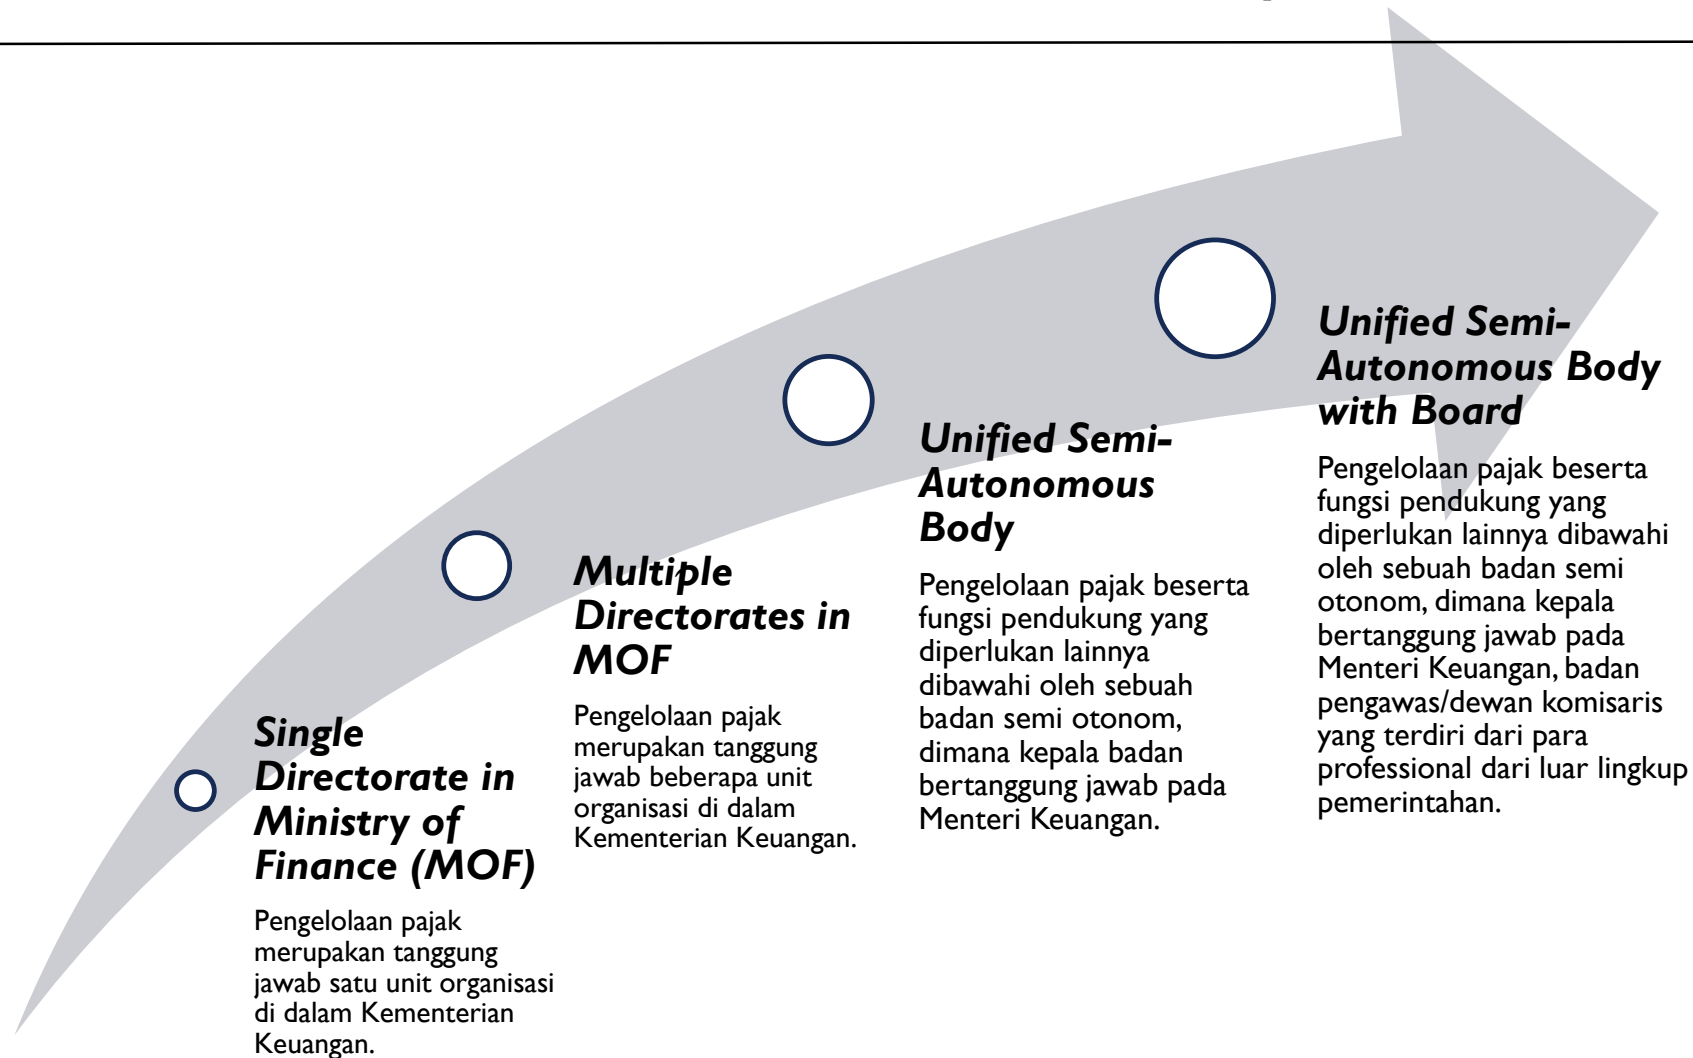 Single
Directorate in
Ministry of
Finance (MOF)
Pengelolaan pajak
merupakan tanggung
jawab satu unit organisasi
di dalam Kementerian
Keuangan.
Multiple
Directorates in
MOF
Pengelolaan pajak
merupakan tanggung
jawab beberapa unit
organisasi di dalam
Kementerian Keuangan.
Unified Semi-
Autonomous
Body
Pengelolaan pajak beserta
fungsi pendukung yang
diperlukan lainnya
dibawahi oleh sebuah
badan semi otonom,
dimana kepala badan
bertanggung jawab pada
Menteri Keuangan.
Unified Semi-
Autonomous Body
with Board
Pengelolaan pajak beserta
fungsi pendukung yang
diperlukan lainnya dibawahi
oleh sebuah badan semi
otonom, dimana kepala
bertanggung jawab pada
Menteri Keuangan, badan
pengawas/dewan komisaris
yang terdiri dari para
professional dari luar lingkup
pemerintahan.